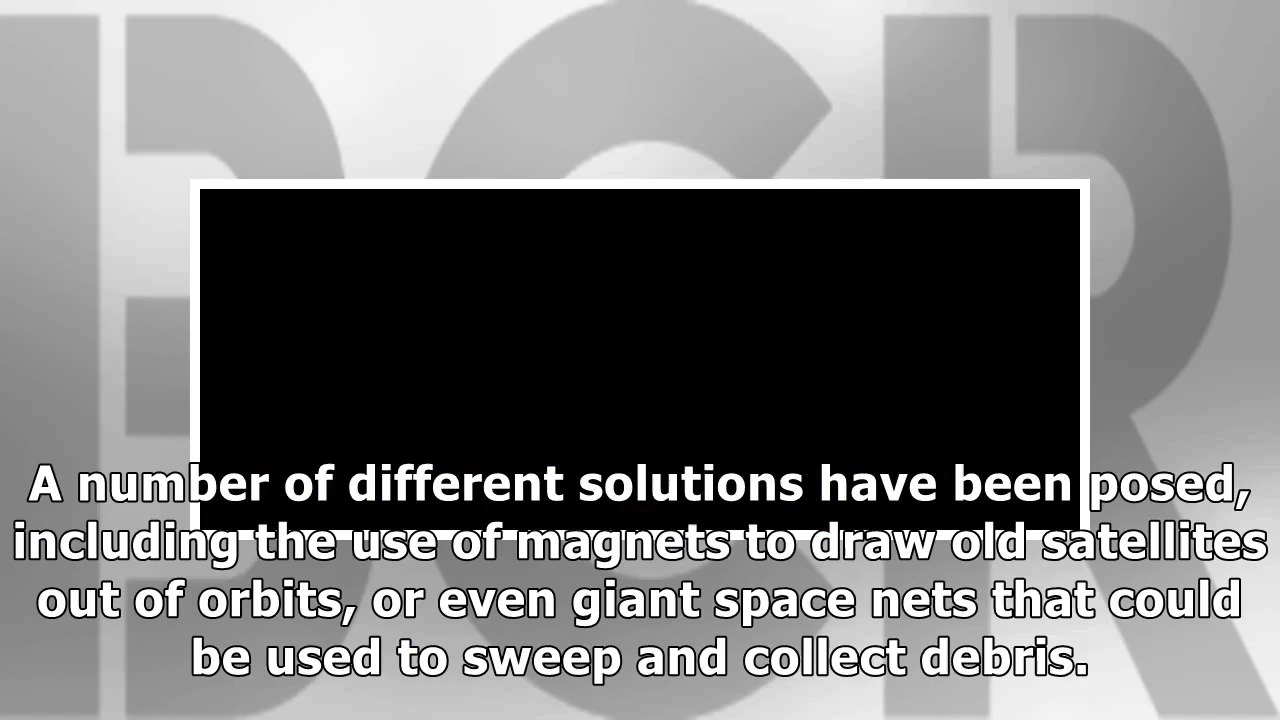 BCR
A number of different solutions have been posed,
including the use of magnets to draw old satellites
out of orbits, or even giant space nets that could
be used to sweep and collect debris.